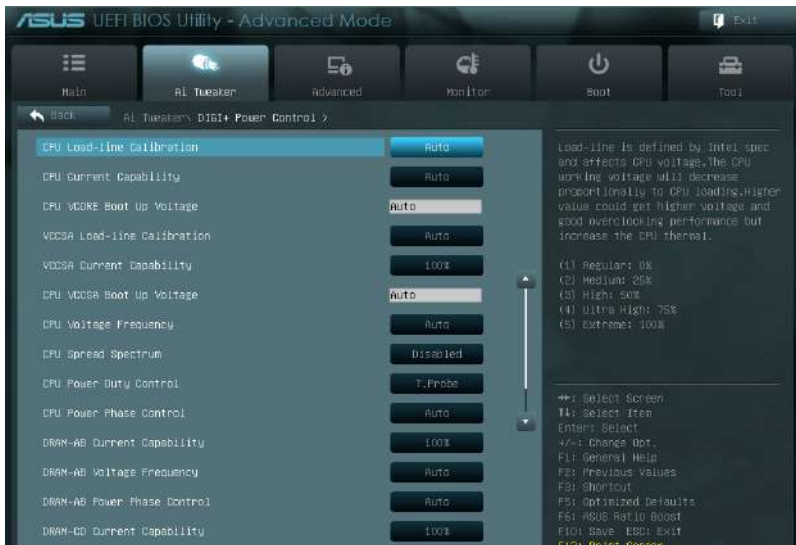 ASUS UEFI BIOS Utility - Advanced Mode
Exit
Main
Ai Tweaker
Advanced
Monitor
Boot
Tool
Back
Ai Tweaker\ DIGI+ Power Control >
CPU Load-line Calibration
Auto
CPU Current Capability
Auto
CPU VCORE Boot Up Voltage
Auto
VCCSA Load-line Calibration
Auto
VCCSA Current Capability
100%
CPU VCCSA Boot Up Voltage
Auto
CPU Voltage Frequency
Auto
CPU Spread Spectrum
Disabled
CPU Power Duty Control
T.Probe
CPU Power Phase Control
Auto
DRAM-AB Current Capability
100%
DRAM-AB Voltage Frequency
Auto
DRAM-AB Power Phase Control
Auto
DRAM-CD Current Capability
100%
Load-line is defined by Intel spec
and affects CPU voltage.The CPU
working voltage will decrease
proportionally to CPU loading.Higher
value could get higher voltage and
good overclocking performance but
increase the CPU thermal.
(1) Regular: 0%
(2) Medium: 25%
(3) High: 50%
(4) Ultra High: 75%
(5) Extreme: 100%
→←: Select Screen
↑↓: Select Item
Enter: Select
+/-: Change Opt.
F1: General Help
F2: Previous Values
F3: Shortcut
F5: Optimized Defaults
F6: ASUS Ratio Boost
F10: Save ESC: Exit
F12: Print Screen